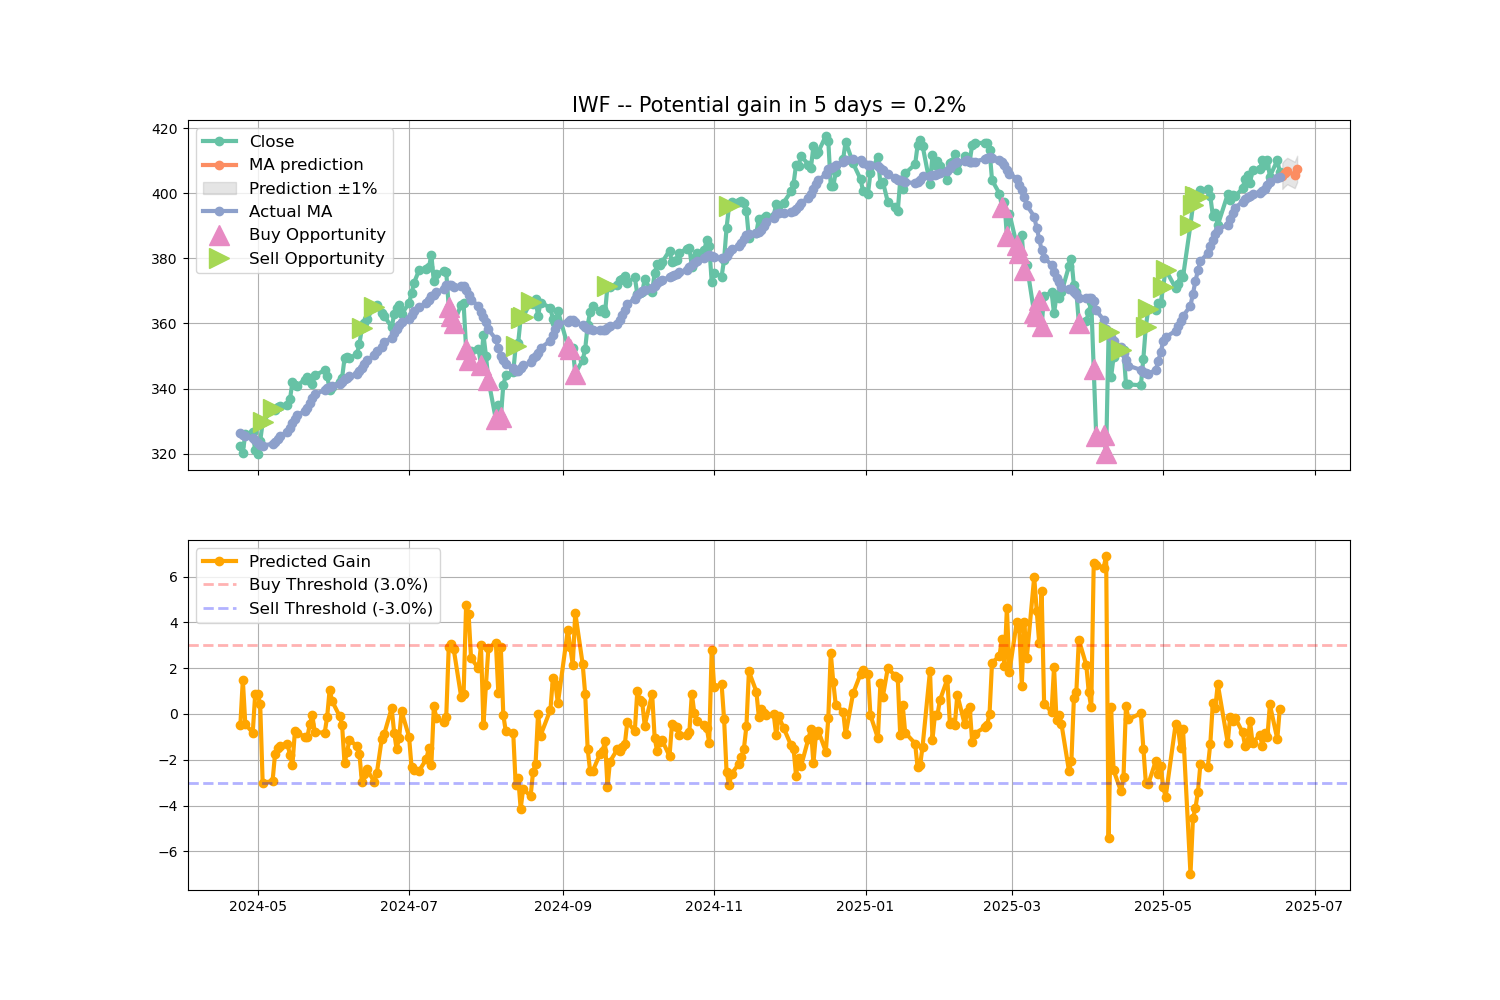 IWF -- Potential gain in 5 days = 0.2%
420
400
380
360
340
320
Close
MA prediction
Prediction ±1%
Actual MA
Buy Opportunity
Sell Opportunity
6
4
2
0
−2
−4
−6
Predicted Gain
Buy Threshold (3.0%)
Sell Threshold (-3.0%)
2024-05
2024-07
2024-09
2024-11
2025-01
2025-03
2025-05
2025-07